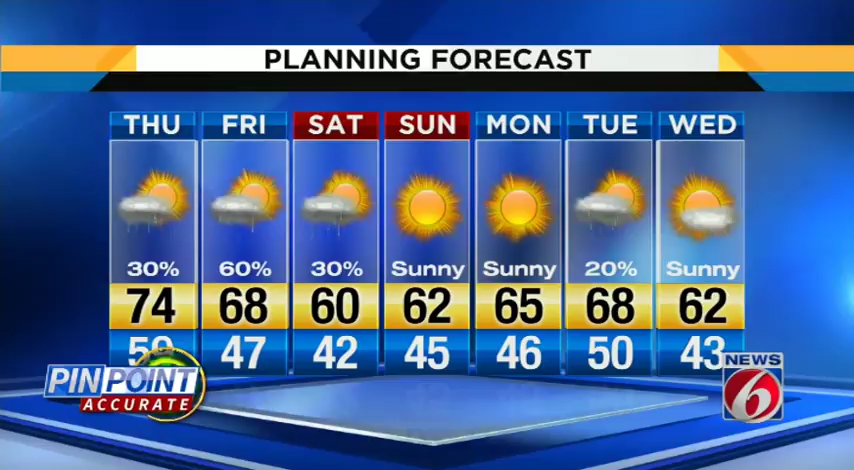 PLANNING FORECAST
THU FRI SAT SUN MON TUE WED
30% 60% 30% Sunny Sunny 20% Sunny
74 68 60 62 65 68 62
47 42 45 46 50 43
PINPOINT
ACCURATE
NEWS
6